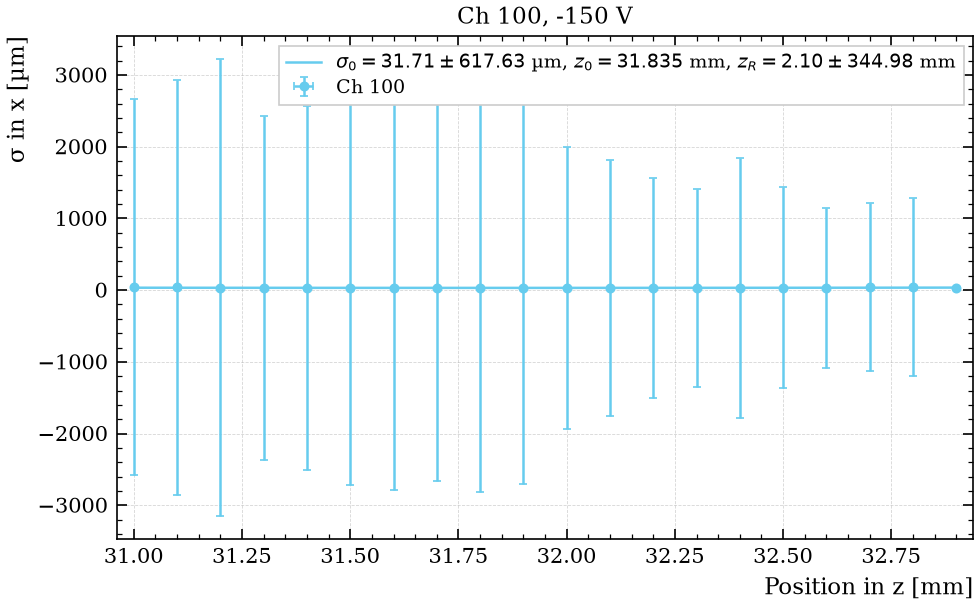 Ch 100, -150 V
σ in x [µm]
σ₀ = 31.71 ± 617.63 µm, z₀ = 31.835 mm, z_R = 2.10 ± 344.98 mm
Ch 100
3000
2000
1000
0
−1000
−2000
−3000
31.00 31.25 31.50 31.75 32.00 32.25 32.50 32.75
Position in z [mm]